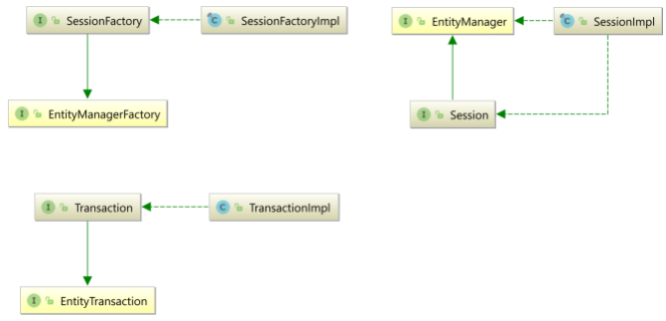 I SessionFactory
C SessionFactoryImpl
I EntityManagerFactory
I EntityManager
C SessionImpl
I Session
I Transaction
C TransactionImpl
I EntityTransaction